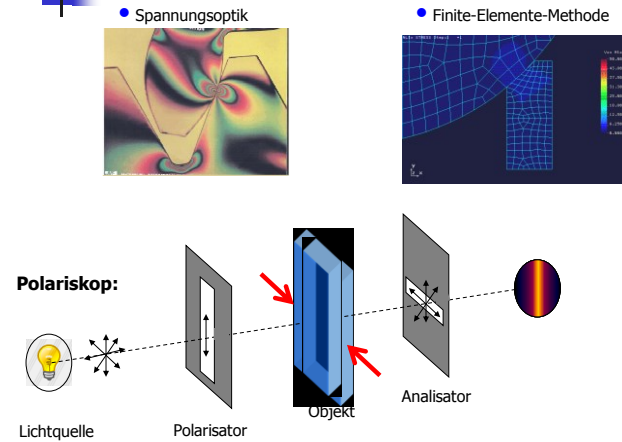 • Spannungsoptik
• Finite-Elemente-Methode
Polariskop:
Lichtquelle
Polarisator
Objekt
Analisator